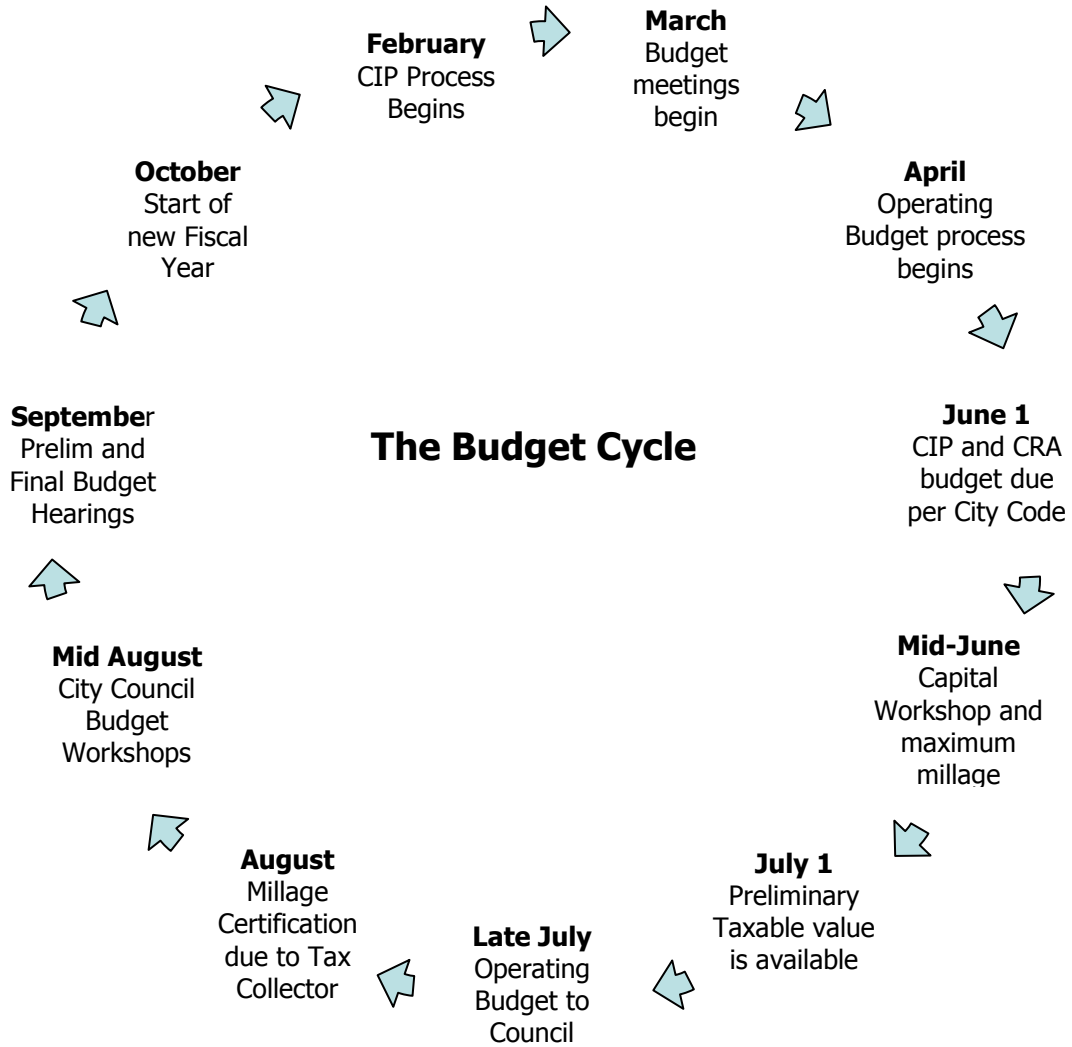 February
CIP Process
Begins
March
Budget
meetings
begin
April
Operating
Budget process
begins
June 1
CIP and CRA
budget due
per City Code
Mid-June
Capital
Workshop and
maximum
millage
July 1
Preliminary
Taxable value
is available
Late July
Operating
Budget to
Council
August
Millage
Certification
due to Tax
Collector
Mid August
City Council
Budget
Workshops
September
Prelim and
Final Budget
Hearings
October
Start of
new Fiscal
Year
The Budget Cycle